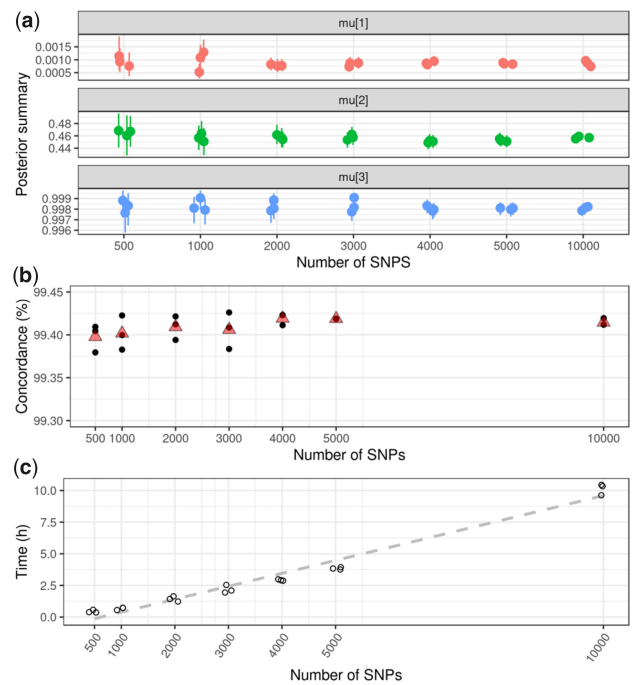 (a)
mu[1]
0.0015
0.0010
0.0005
mu[2]
0.48
0.46
0.44
mu[3]
0.999
0.998
0.997
0.996
Posterior summary
500 1000 2000 3000 4000 5000 10000
Number of SNPS
(b)
99.45
99.40
99.35
99.30
Concordance (%)
500 1000 2000 3000 4000 5000 10000
Number of SNPs
(c)
10.0
7.5
5.0
2.5
0.0
Time (h)
500 1000 2000 3000 4000 5000 10000
Number of SNPs